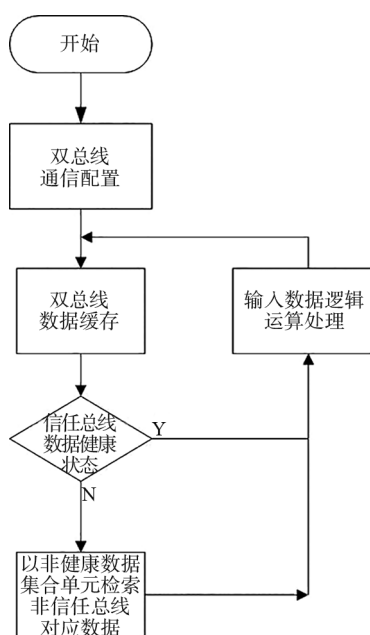 开始
双总线
通信配置
双总线
数据缓存
输入数据逻辑
运算处理
信任总线
数据健康
状态
Y
N
以非健康数据
集合单元检索
非信任总线
对应数据